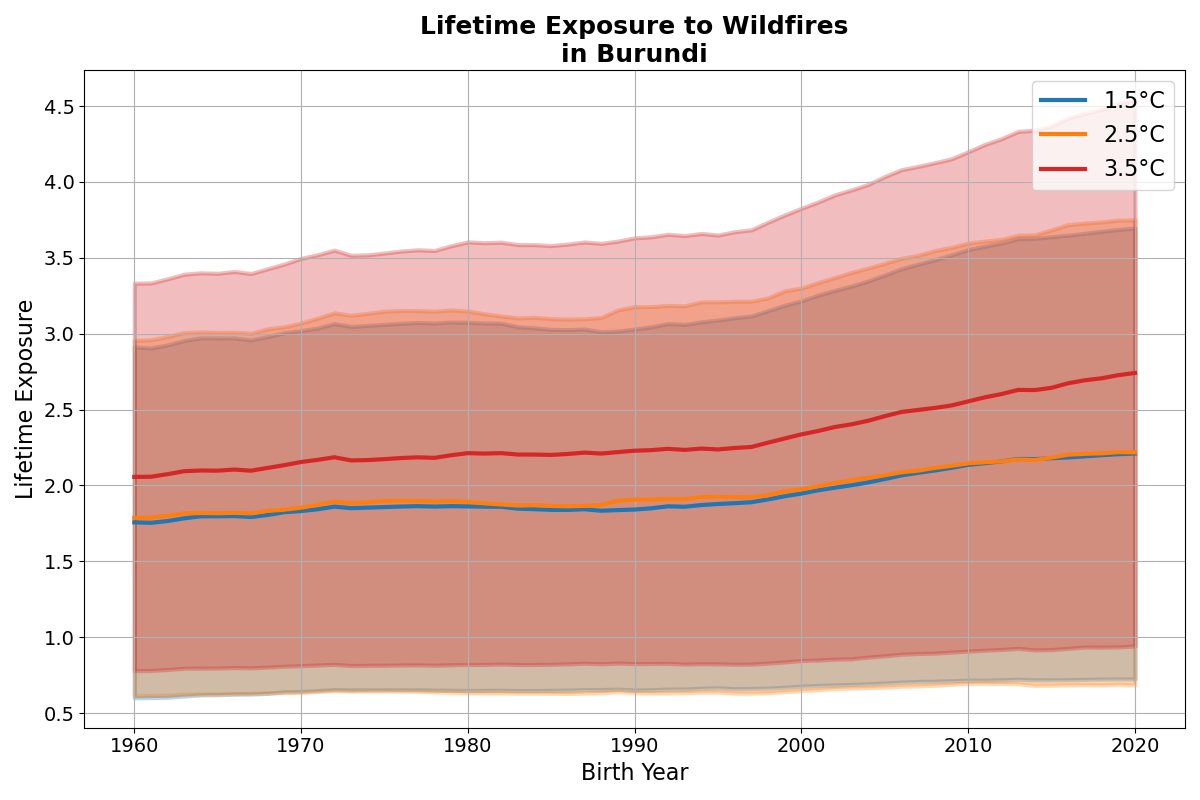 Lifetime Exposure to Wildfires
in Burundi
1.5°C
2.5°C
3.5°C
Lifetime Exposure
4.5
4.0
3.5
3.0
2.5
2.0
1.5
1.0
0.5
1960 1970 1980 1990 2000 2010 2020
Birth Year